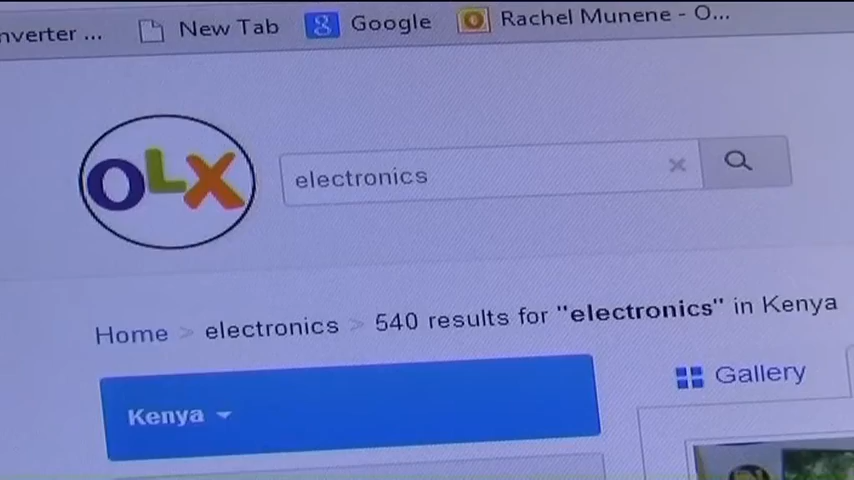 nverter ... New Tab Google Rachel Munene - O...
OLX
electronics
Home > electronics > 540 results for "electronics" in Kenya
Kenya
Gallery